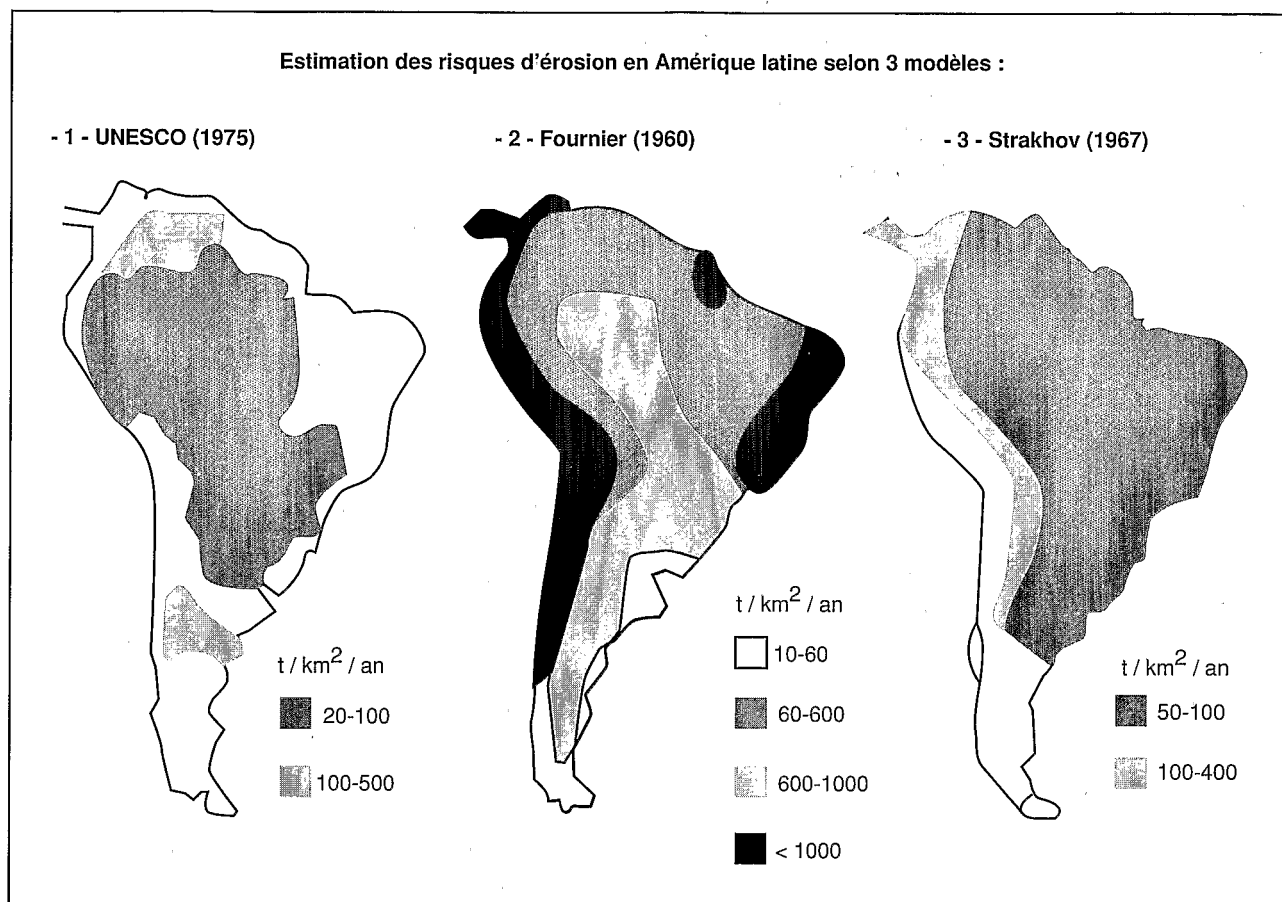 Estimation des risques d'érosion en Amérique latine selon 3 modèles :
- 1 - UNESCO (1975)
- 2 - Fournier (1960)
- 3 - Strakhov (1967)
t / km² / an
20-100
100-500
t / km² / an
10-60
60-600
600-1000
< 1000
t / km² / an
50-100
100-400